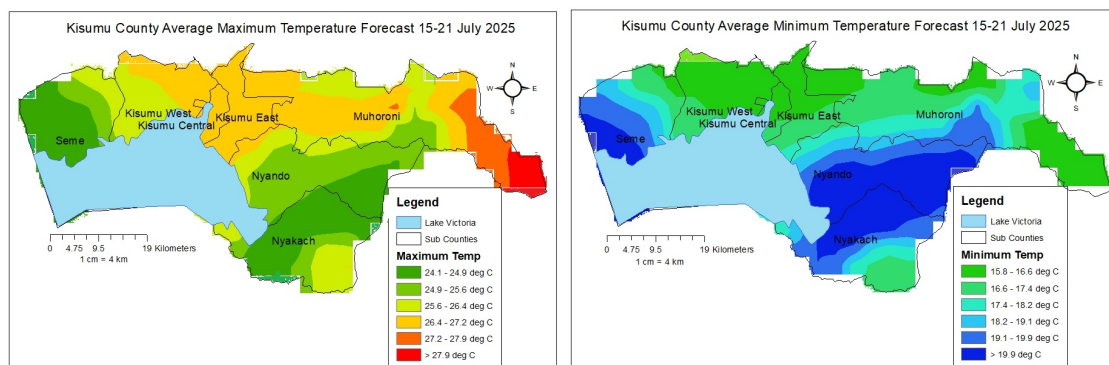 Kisumu County Average Maximum Temperature Forecast 15-21 July 2025
N
W E
S
Kisumu West
Kisumu Central
Kisumu East
Muhoroni
Seme
Nyando
Nyakach
0 4.75 9.5 19 Kilometers
1 cm = 4 km
Legend
Lake Victoria
Sub Counties
Maximum Temp
24.1 - 24.9 deg C
24.9 - 25.6 deg C
25.6 - 26.4 deg C
26.4 - 27.2 deg C
27.2 - 27.9 deg C
> 27.9 deg C
Kisumu County Average Minimum Temperature Forecast 15-21 July 2025
N
W E
S
Kisumu West
Kisumu Central
Kisumu East
Muhoroni
Seme
Nyando
Nyakach
0 4.75 9.5 19 Kilometers
1 cm = 4 km
Legend
Lake Victoria
Sub Counties
Minimum Temp
15.8 - 16.6 deg C
16.6 - 17.4 deg C
17.4 - 18.2 deg C
18.2 - 19.1 deg C
19.1 - 19.9 deg C
> 19.9 deg C